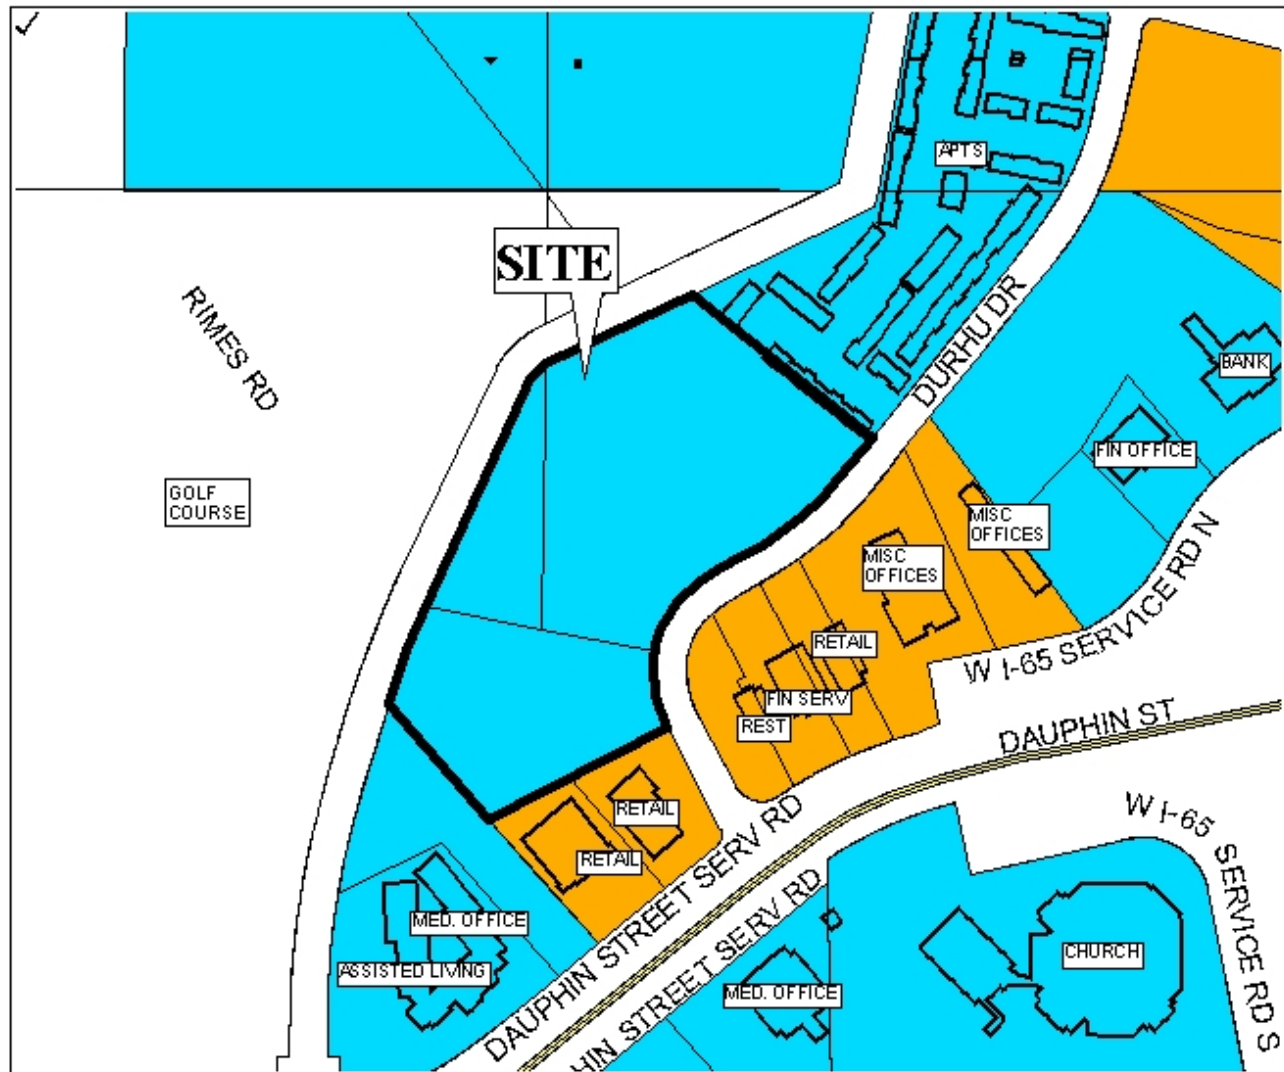 APTS
SITE
RIMES RD
DURHU DR
BANK
FIN OFFICE
GOLF
COURSE
MISC
OFFICES
MISC
OFFICES
W I-65 SERVICE RD N
RETAIL
FIN SERV
REST
DAUPHIN ST
RETAIL
RETAIL
W I-65
SERVICE RD S
DAUPHIN STREET SERV RD
HIN STREET SERV RD
MED. OFFICE
ASSISTED LIVING
CHURCH
MED. OFFICE